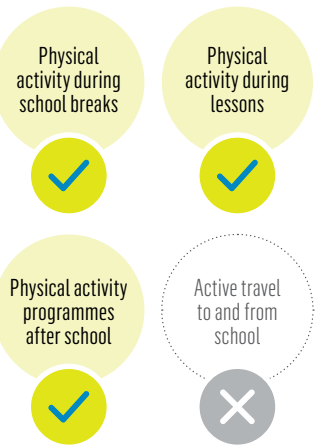 Physical
activity during
school breaks
Physical
activity during
lessons
Physical activity
programmes
after school
Active travel
to and from
school